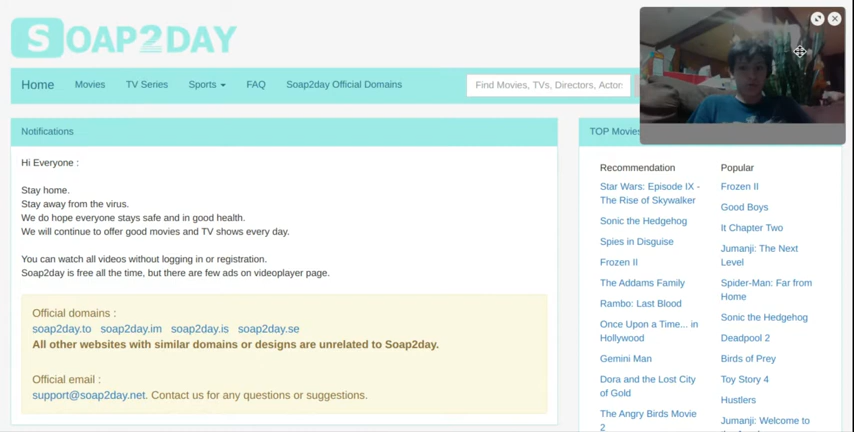 SOAP2DAY
Home Movies TV Series Sports FAQ Soap2day Official Domains
Find Movies, TVs, Directors, Actor
Notifications
Hi Everyone :
Stay home.
Stay away from the virus.
We do hope everyone stays safe and in good health.
We will continue to offer good movies and TV shows every day.
You can watch all videos without logging in or registration.
Soap2day is free all the time, but there are few ads on videoplayer page.
Official domains :
soap2day.to soap2day.im soap2day.is soap2day.se
All other websites with similar domains or designs are unrelated to Soap2day.
Official email :
support@soap2day.net. Contact us for any questions or suggestions.
TOP Movies
Recommendation
Star Wars: Episode IX -
The Rise of Skywalker
Sonic the Hedgehog
Spies in Disguise
Frozen II
The Addams Family
Rambo: Last Blood
Once Upon a Time... in
Hollywood
Gemini Man
Dora and the Lost City
of Gold
The Angry Birds Movie
2
Popular
Frozen II
Good Boys
It Chapter Two
Jumanji: The Next
Level
Spider-Man: Far from
Home
Sonic the Hedgehog
Deadpool 2
Birds of Prey
Toy Story 4
Hustlers
Jumanji: Welcome to